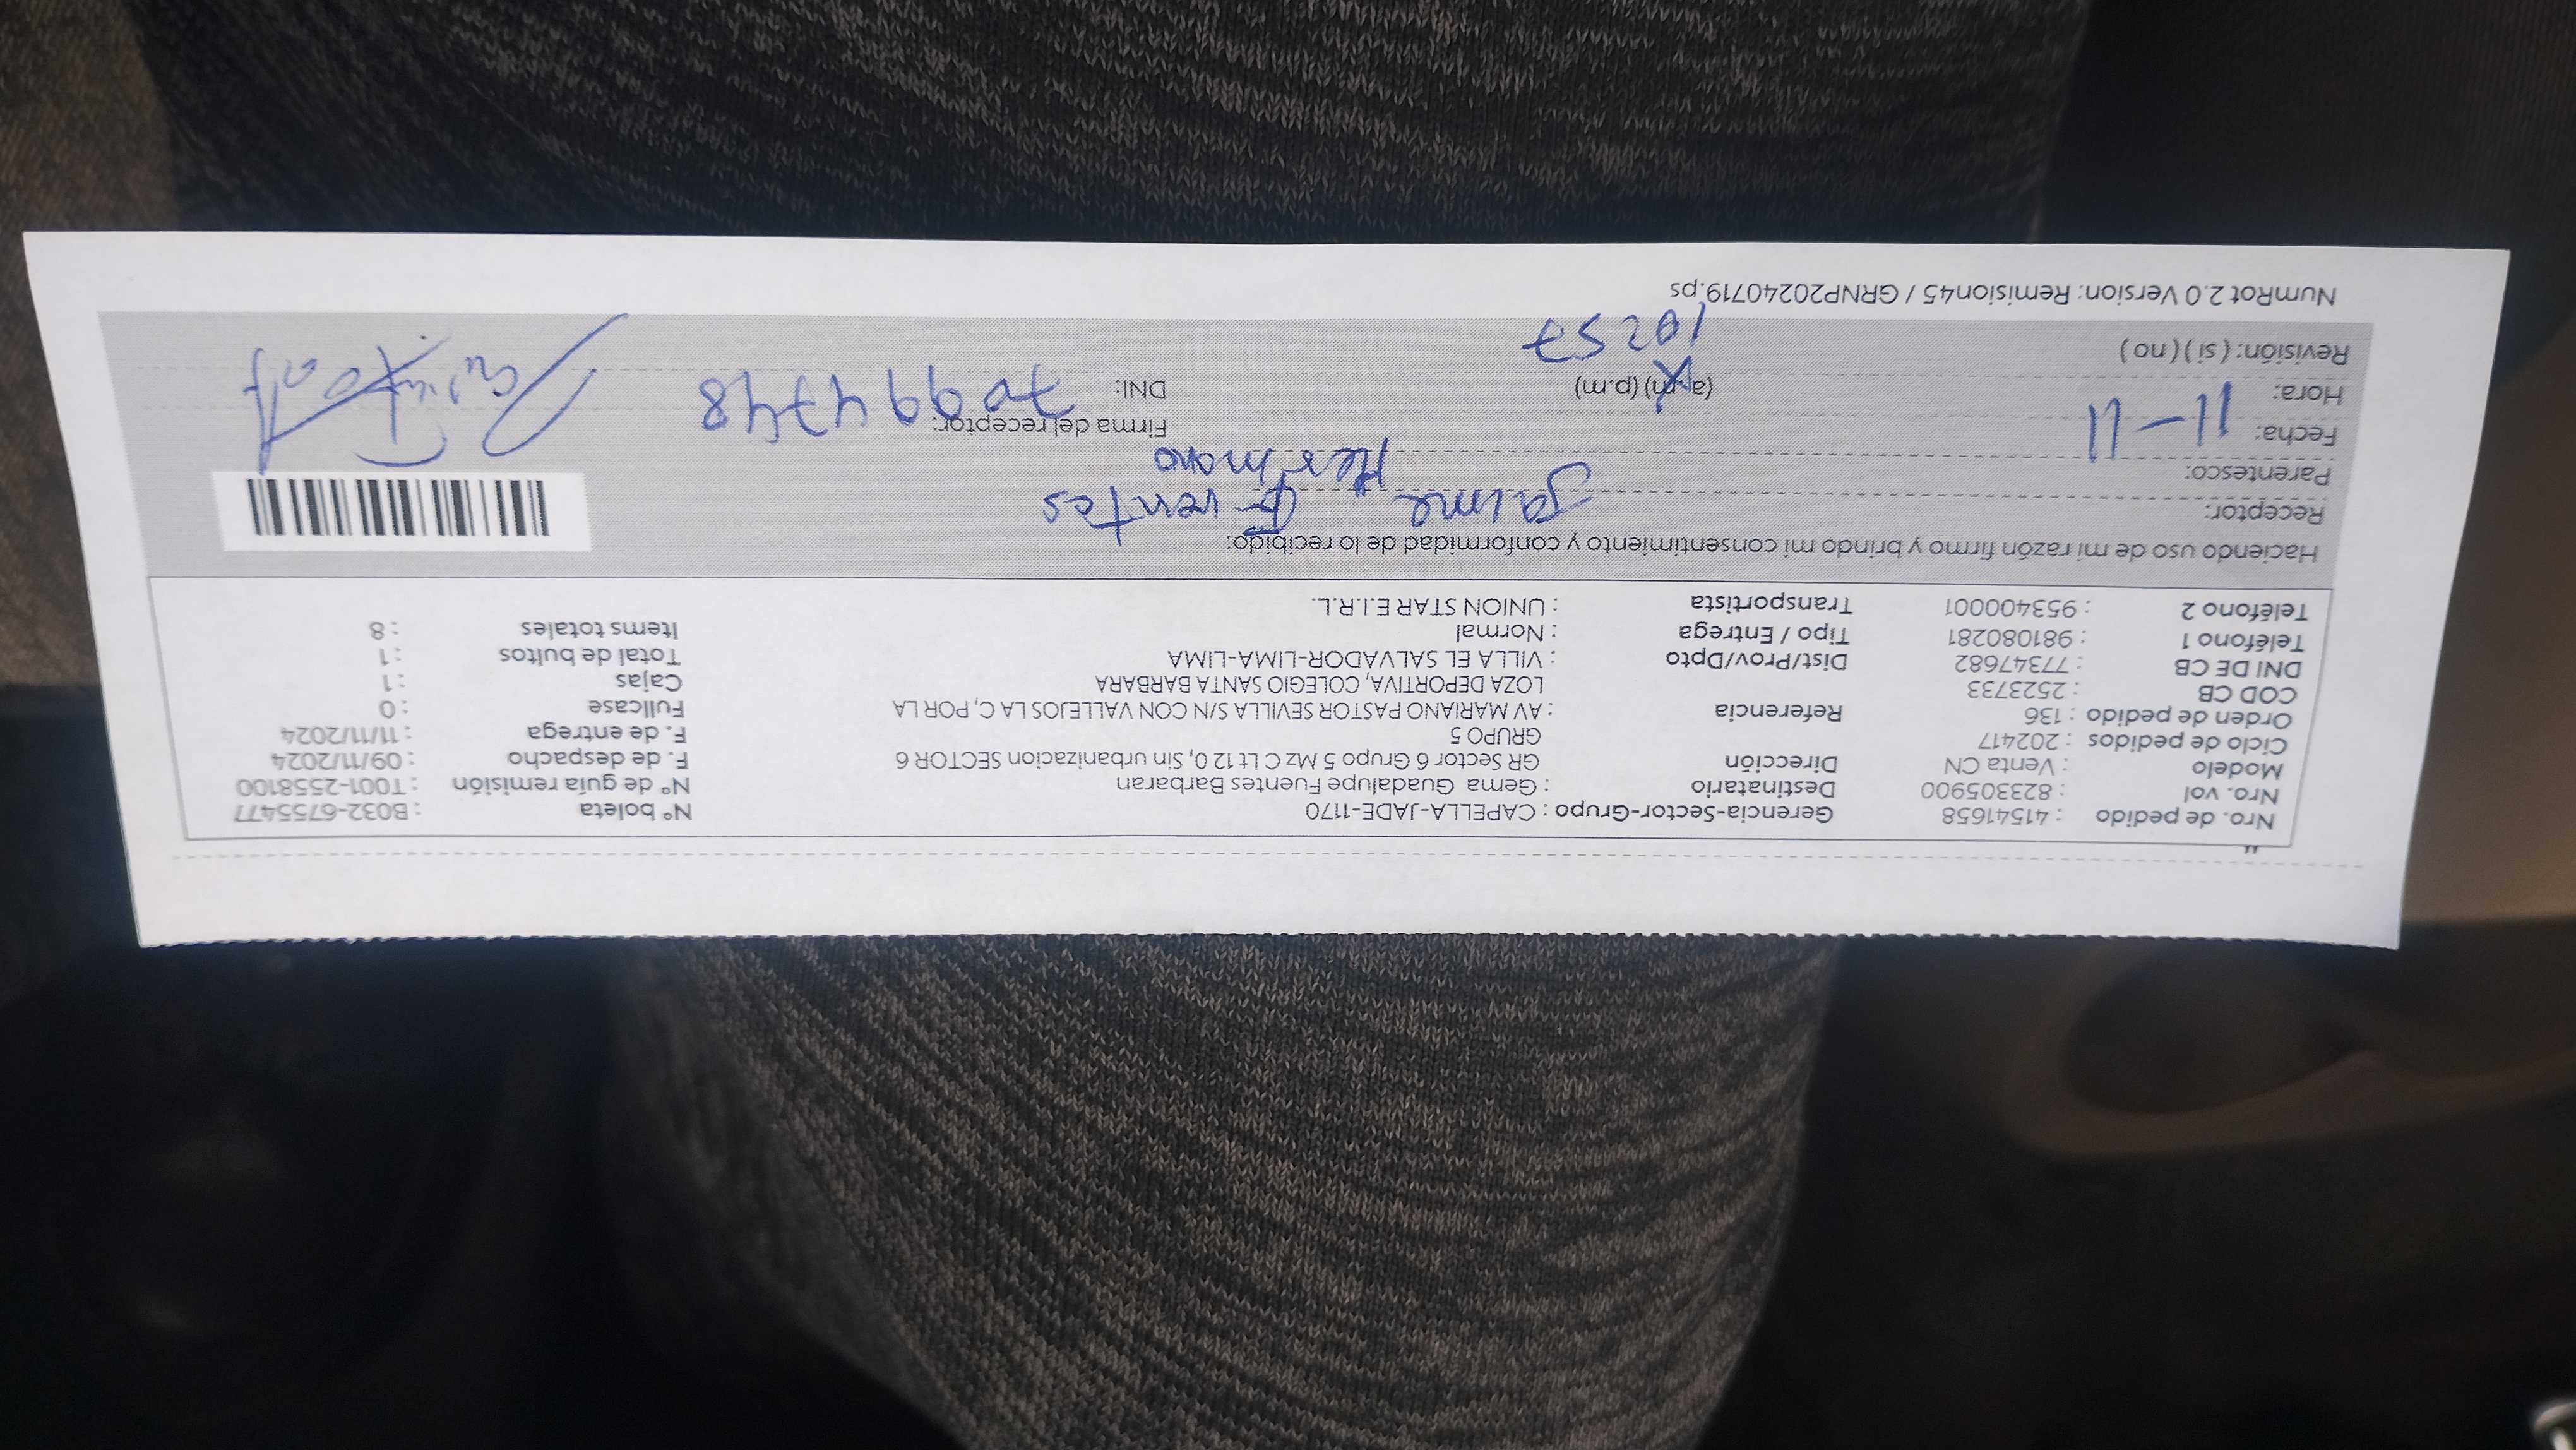 "
Nro. de pedido : 41541658 Gerencia-Sector-Grupo : CAPELLA-JADE-1170 N° boleta : B032-6755477
Nro. vol : 823305900 Destinatario : Gema Guadalupe Fuentes Barbaran N° de guía remisión : T001-2558100
Modelo : Venta CN Dirección GR Sector 6 Grupo 5 Mz C Lt 12 0, Sin urbanizacion SECTOR 6 F. de despacho : 09/11/2024
Ciclo de pedidos : 202417 GRUPO 5 F. de entrega : 11/11/2024
Orden de pedido : 136 Referencia : AV MARIANO PASTOR SEVILLA S/N CON VALLEJOS LA C, POR LA Fullcase : 0
COD CB : 2523733 LOZA DEPORTIVA, COLEGIO SANTA BARBARA Cajas : 1
DNI DE CB : 77347682 Dist/Prov/Dpto : VILLA EL SALVADOR-LIMA-LIMA Total de bultos : 1
Teléfono 1 : 981080281 Tipo / Entrega : Normal Items totales : 8
Teléfono 2 : 953400001 Transportista : UNION STAR E.I.R.L.
Haciendo uso de mi razón firmo y brindo mi consentimiento y conformidad de lo recibido:
Receptor: Jaime Fuentes
Parentesco: Hermano
Fecha: 11-11 Firma del receptor:
Hora: (a.m) (p.m) DNI: 70994748
Revisión: ( si ) ( no ) 10:57
NumRot 2.0 Version: Remision45 / GRNP20240719.ps